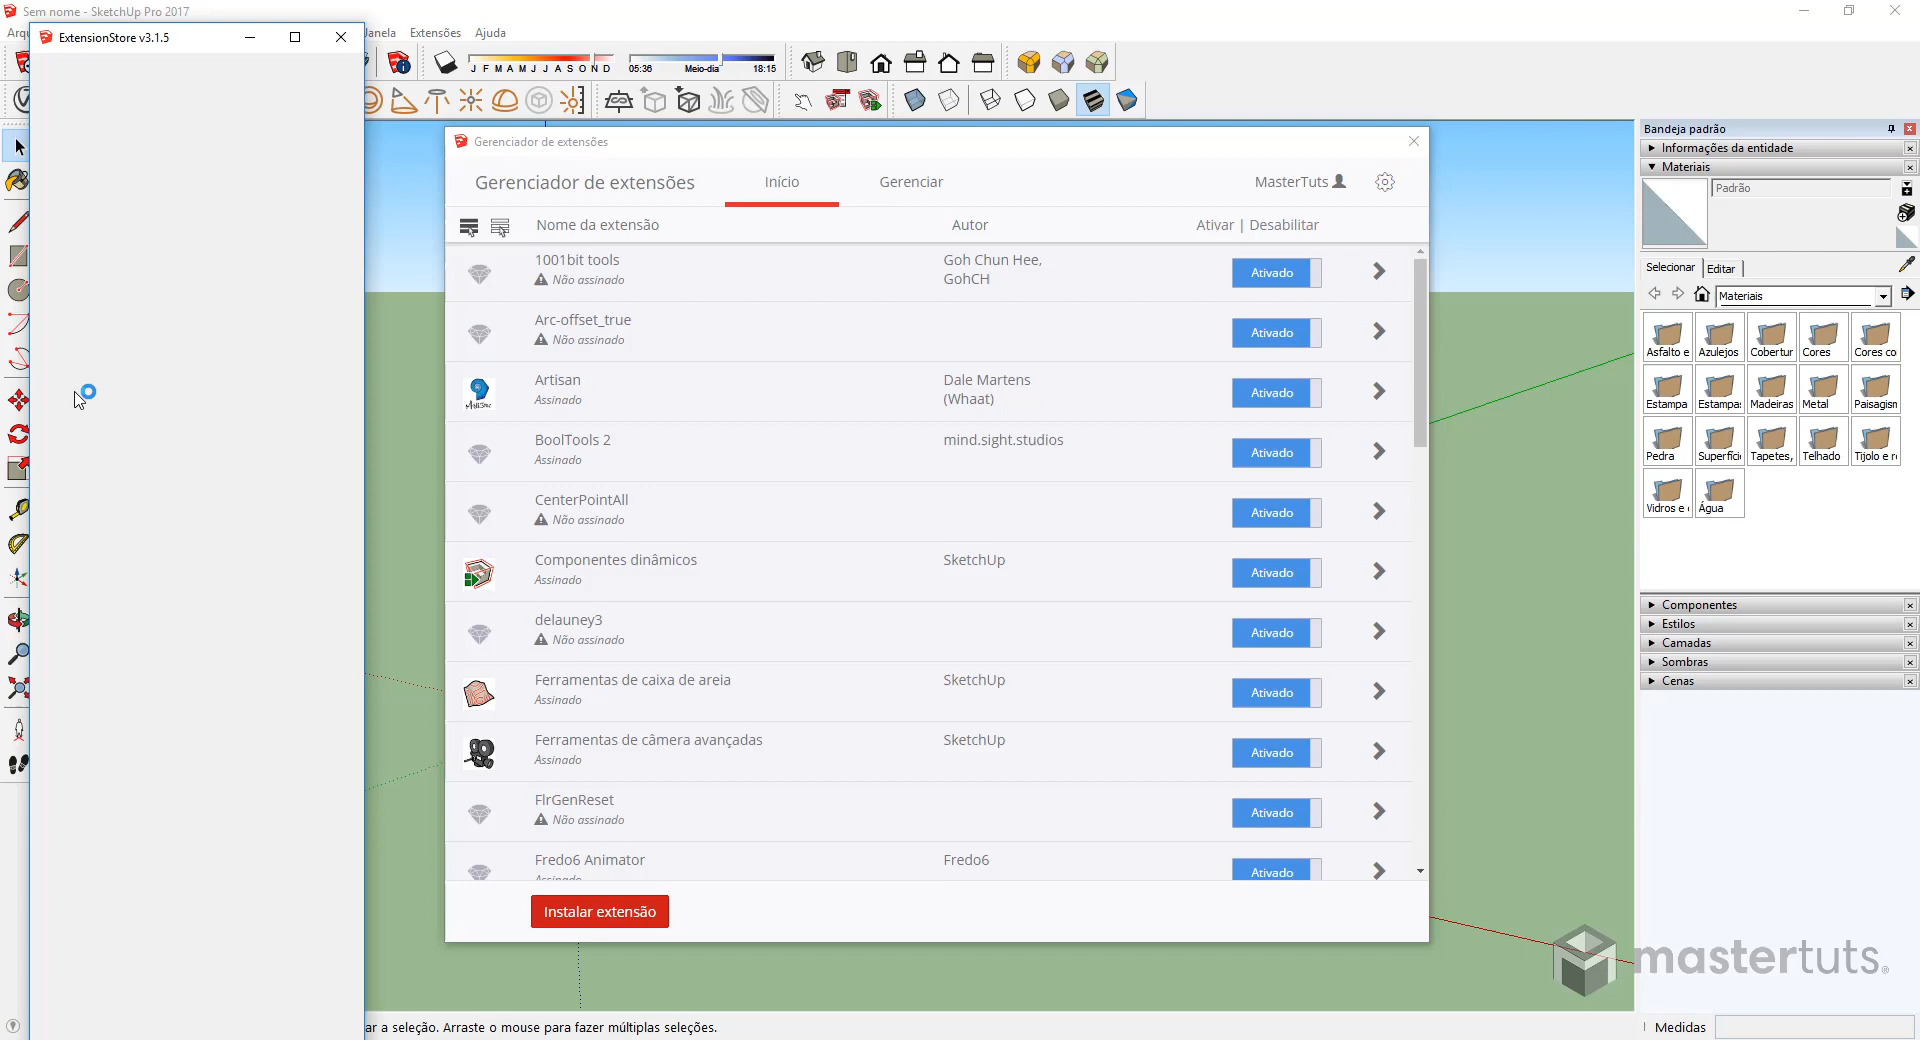 Sem nome - SketchUp Pro 2017
Arqu
ExtensionStore v3.1.5
Janela Extensões Ajuda
J F M A M J J A S O N D
05:36 Meio-dia 18:15
Gerenciador de extensões
Gerenciador de extensões Início Gerenciar MasterTuts
Nome da extensão Autor Ativar | Desabilitar
1001bit tools
Não assinado
Goh Chun Hee,
GohCH
Ativado
Arc-offset_true
Não assinado
Ativado
Artisan
Assinado
Artisan
Dale Martens
(Whaat)
Ativado
BoolTools 2
Assinado
mind.sight.studios
Ativado
CenterPointAll
Não assinado
Ativado
Componentes dinâmicos
Assinado
SketchUp
Ativado
delauney3
Não assinado
Ativado
Ferramentas de caixa de areia
Assinado
SketchUp
Ativado
Ferramentas de câmera avançadas
Assinado
SketchUp
Ativado
FlrGenReset
Não assinado
Ativado
Fredo6 Animator
Assinado
Fredo6
Ativado
Instalar extensão
Bandeja padrão
Informações da entidade
Materiais
Padrão
Selecionar Editar
Materiais
Asfalto e Azulejos Cobertur Cores Cores co
Estampa Estampa: Madeiras Metal Paisagism
Pedra Superfíci Tapetes, Telhado Tijolo e r
Vidros e Água
Componentes
Estilos
Camadas
Sombras
Cenas
mastertuts®
ar a seleção. Arraste o mouse para fazer múltiplas seleções.
Medidas